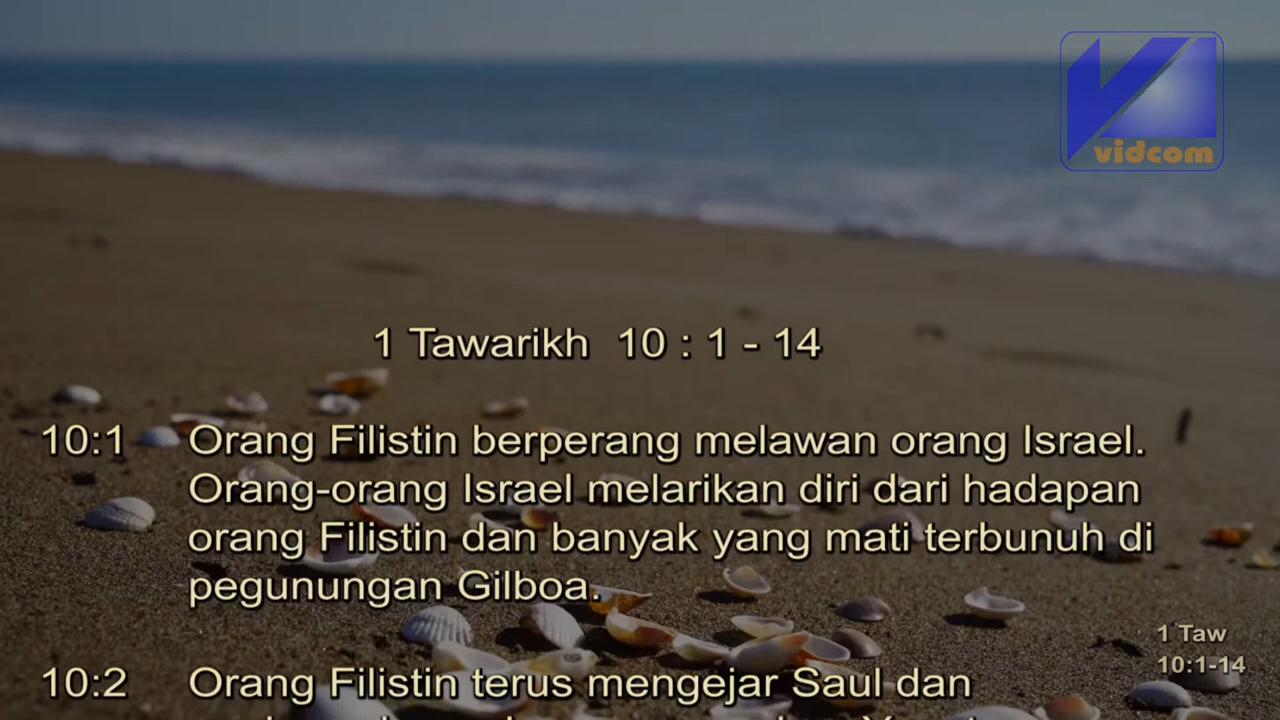 vidcom
1 Tawarikh 10 : 1 - 14
10:1 Orang Filistin berperang melawan orang Israel.
Orang-orang Israel melarikan diri dari hadapan
orang Filistin dan banyak yang mati terbunuh di
pegunungan Gilboa.
1 Taw
10:1-14
10:2 Orang Filistin terus mengejar Saul dan